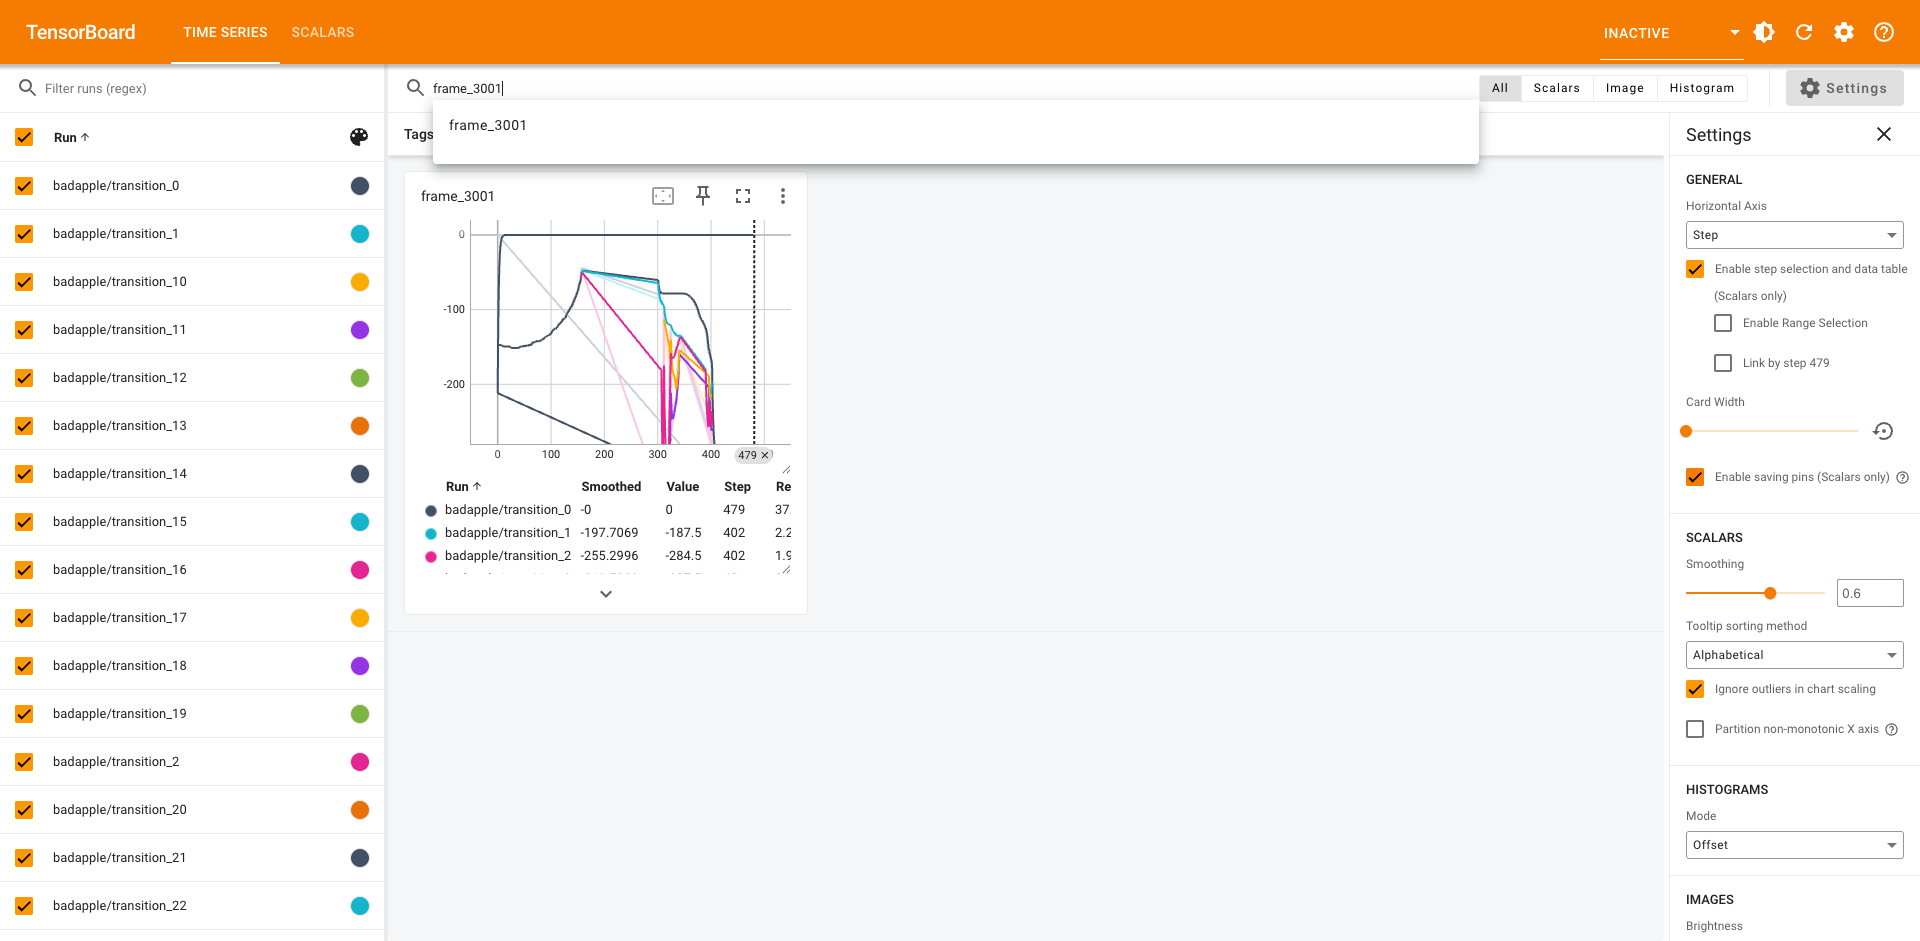 TensorBoard TIME SERIES SCALARS INACTIVE
Filter runs (regex)
Run
badapple/transition_0
badapple/transition_1
badapple/transition_10
badapple/transition_11
badapple/transition_12
badapple/transition_13
badapple/transition_14
badapple/transition_15
badapple/transition_16
badapple/transition_17
badapple/transition_18
badapple/transition_19
badapple/transition_2
badapple/transition_20
badapple/transition_21
badapple/transition_22
frame_3001
All Scalars Image Histogram Settings
frame_3001
Tags
frame_3001
0
-100
-200
0 100 200 300 400 479
Run Smoothed Value Step Re
badapple/transition_0 -0 0 479 37.
badapple/transition_1 -197.7069 -187.5 402 2.2
badapple/transition_2 -255.2996 -284.5 402 1.9
Settings
GENERAL
Horizontal Axis
Step
Enable step selection and data table
(Scalars only)
Enable Range Selection
Link by step 479
Card Width
Enable saving pins (Scalars only)
SCALARS
Smoothing
0.6
Tooltip sorting method
Alphabetical
Ignore outliers in chart scaling
Partition non-monotonic X axis
HISTOGRAMS
Mode
Offset
IMAGES
Brightness